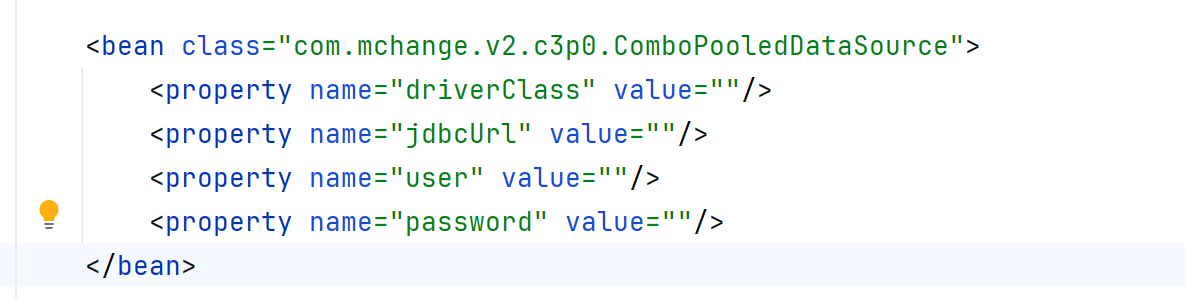 <bean class="com.mchange.v2.c3p0.ComboPooledDataSource">
    <property name="driverClass" value=""/>
    <property name="jdbcUrl" value=""/>
    <property name="user" value=""/>
    <property name="password" value=""/>
</bean>